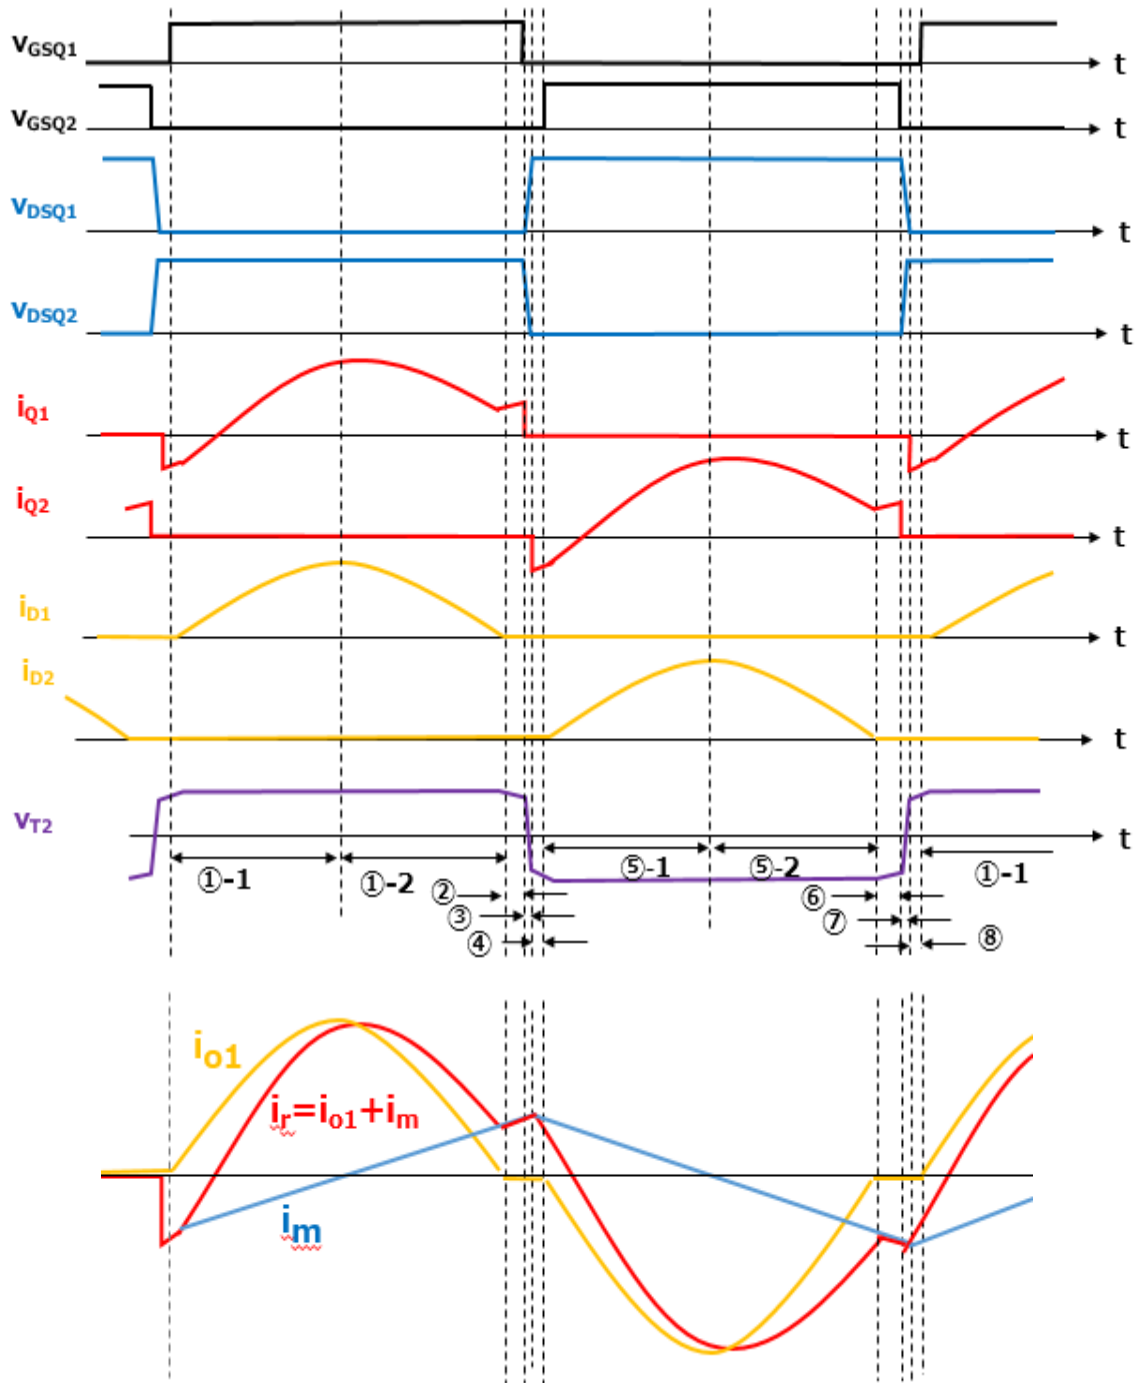 vGSQ1
t
vGSQ2
t
vDSQ1
t
vDSQ2
t
iQ1
t
iQ2
t
iD1
t
iD2
t
vT2
t
①-1 ①-2 ② ③ ④ ⑤-1 ⑤-2 ⑥ ⑦ ⑧ ①-1
io1
ir=io1+im
im